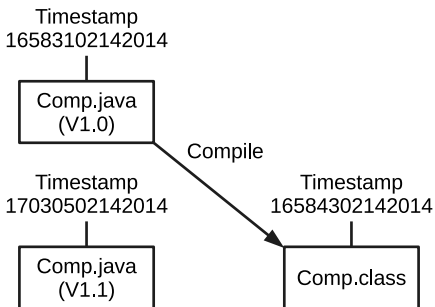 Timestamp
16583102142014
Comp.java
(V1.0)
Compile
Timestamp
17030502142014
Timestamp
16584302142014
Comp.java
(V1.1)
Comp.class